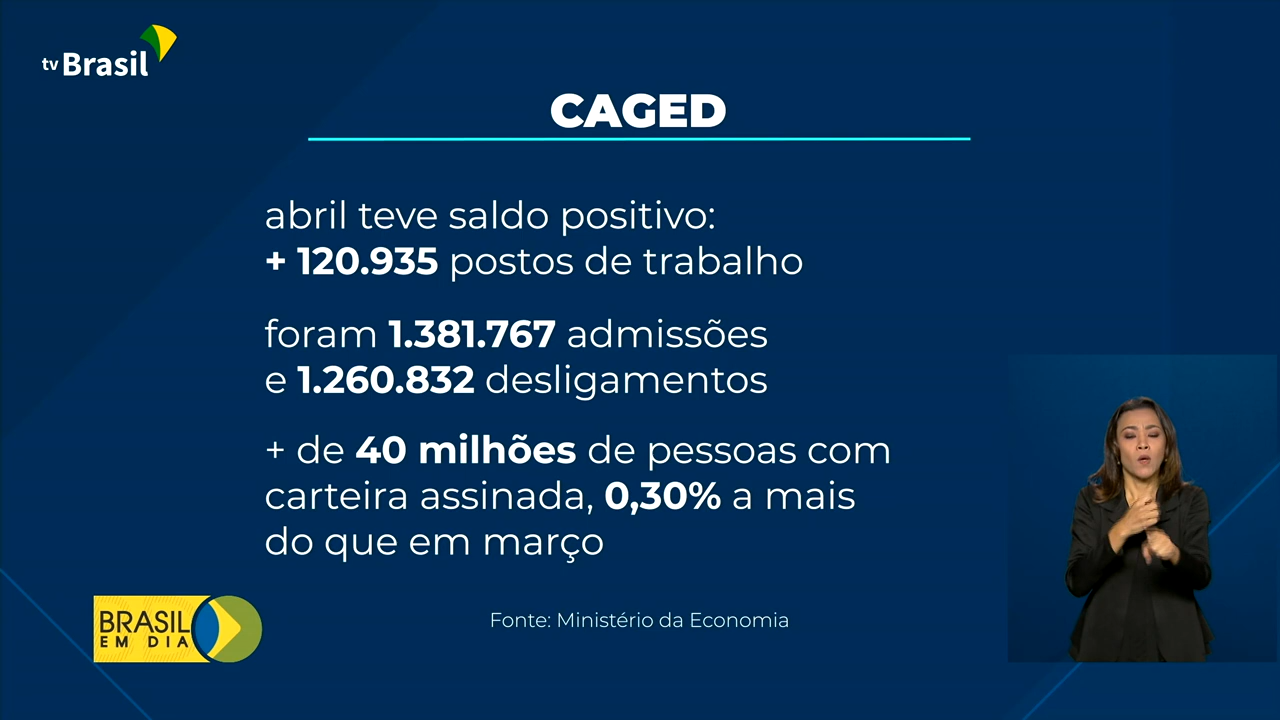 tv Brasil
CAGED
abril teve saldo positivo:
+ 120.935 postos de trabalho
foram 1.381.767 admissões
e 1.260.832 desligamentos
+ de 40 milhões de pessoas com
carteira assinada, 0,30% a mais
do que em março
BRASIL
EM DIA
Fonte: Ministério da Economia